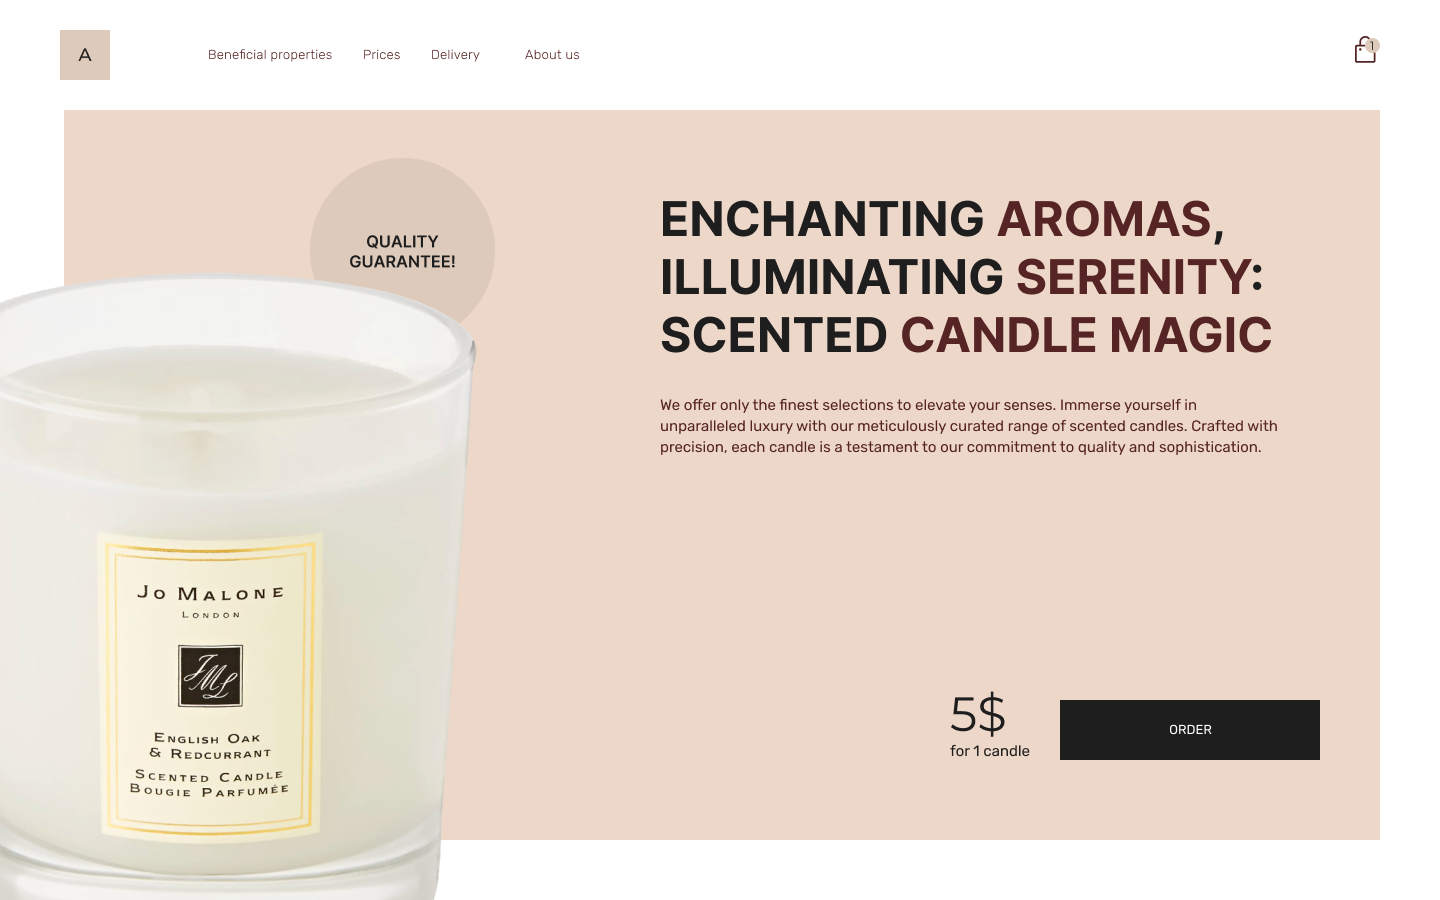 A
Beneficial properties
Prices
Delivery
About us
1
QUALITY
GUARANTEE!
ENCHANTING AROMAS,
ILLUMINATING SERENITY:
SCENTED CANDLE MAGIC
We offer only the finest selections to elevate your senses. Immerse yourself in
unparalleled luxury with our meticulously curated range of scented candles. Crafted with
precision, each candle is a testament to our commitment to quality and sophistication.
JO MALONE
LONDON
JML
ENGLISH OAK
& REDCURRANT
SCENTED CANDLE
BOUGIE PARFUMÉE
5$
for 1 candle
ORDER